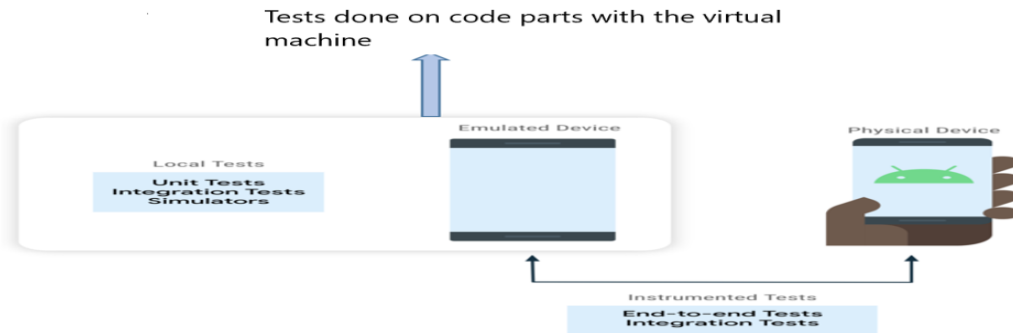 Tests done on code parts with the virtual
machine
Emulated Device
Physical Device
Local Tests
Unit Tests
Integration Tests
Simulators
Instrumented Tests
End-to-end Tests
Integration Tests